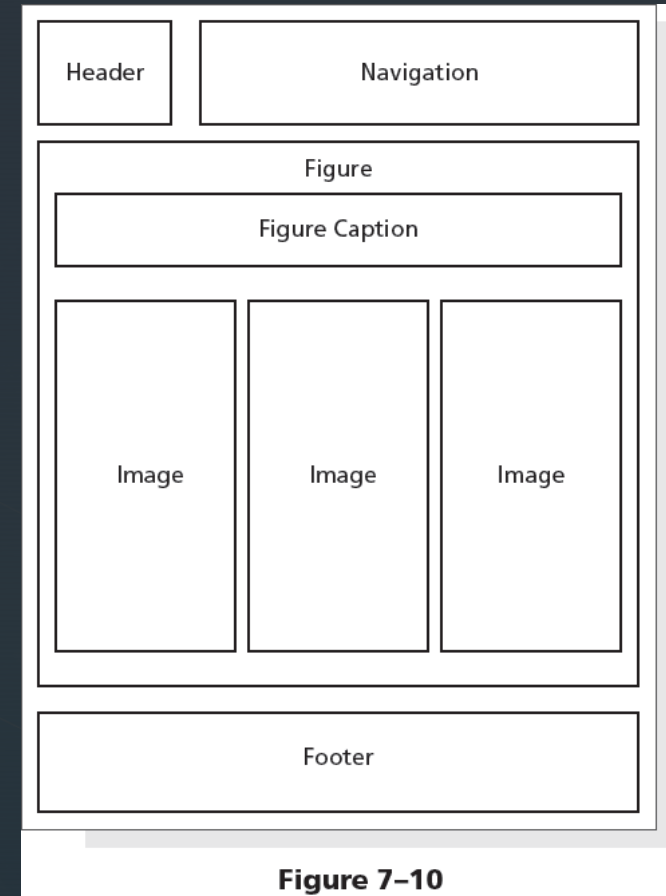 Header
Navigation
Figure
Figure Caption
Image
Image
Image
Footer
Figure 7–10